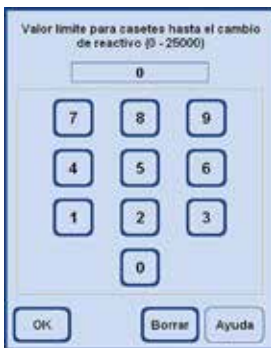 Valor límite para casetes hasta el cambio
de reactivo (0 - 25000)
0
7 8 9
4 5 6
1 2 3
0
OK Borrar Ayuda